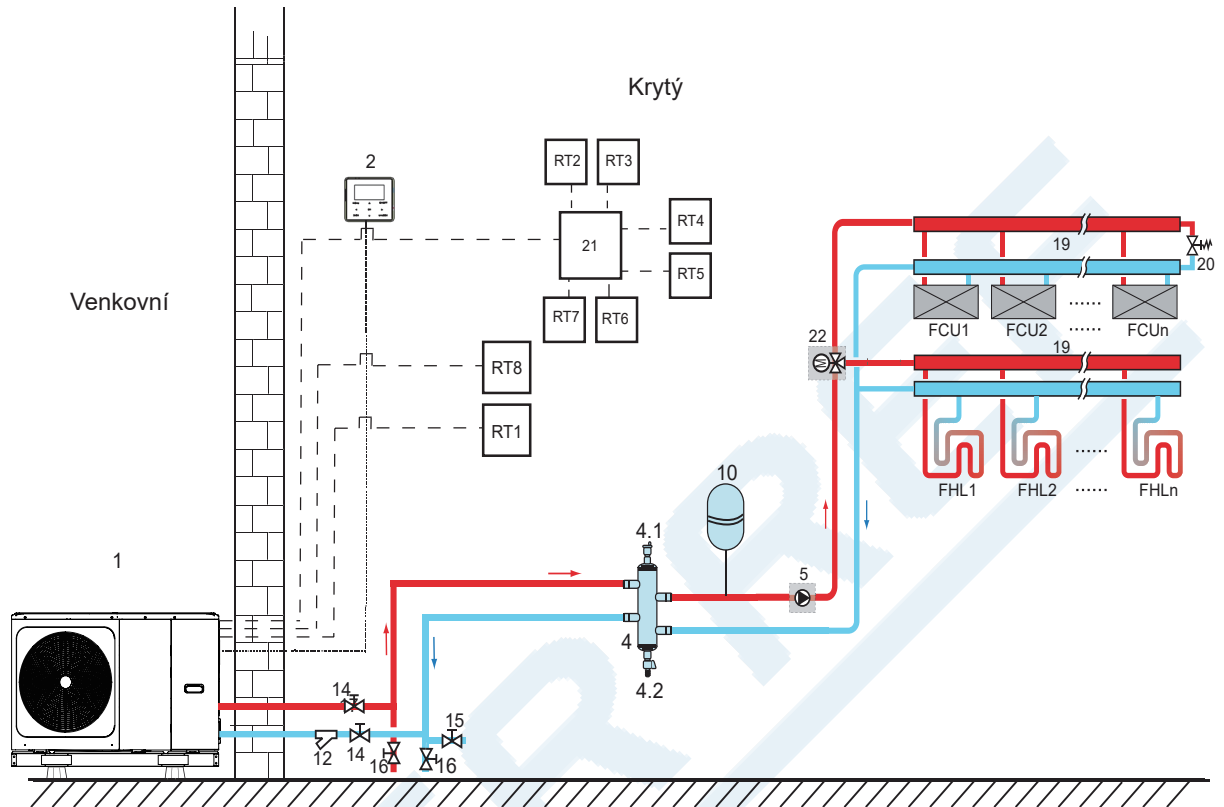 Krytý
Venkovní
2
RT2
RT3
RT4
21
RT5
RT7
RT6
RT8
RT1
19
20
FCU1
FCU2
......
......
FCUn
22
19
FHL1
FHL2
......
......
FHLn
10
4.1
5
4
4.2
1
14
12
14
16
15
16